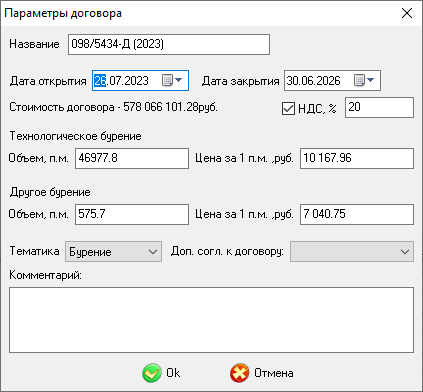 Параметры договора
Название 098/5434-Д (2023)
Дата открытия 26.07.2023 Дата закрытия 30.06.2026
Стоимость договора - 578 066 101.28руб. НДС, % 20
Технологическое бурение
Объем, п.м. 46977.8 Цена за 1 п.м. ,руб. 10 167.96
Другое бурение
Объем, п.м. 575.7 Цена за 1 п.м. ,руб. 7 040.75
Тематика Бурение Доп. согл. к договору:
Комментарий:
Ok Отмена